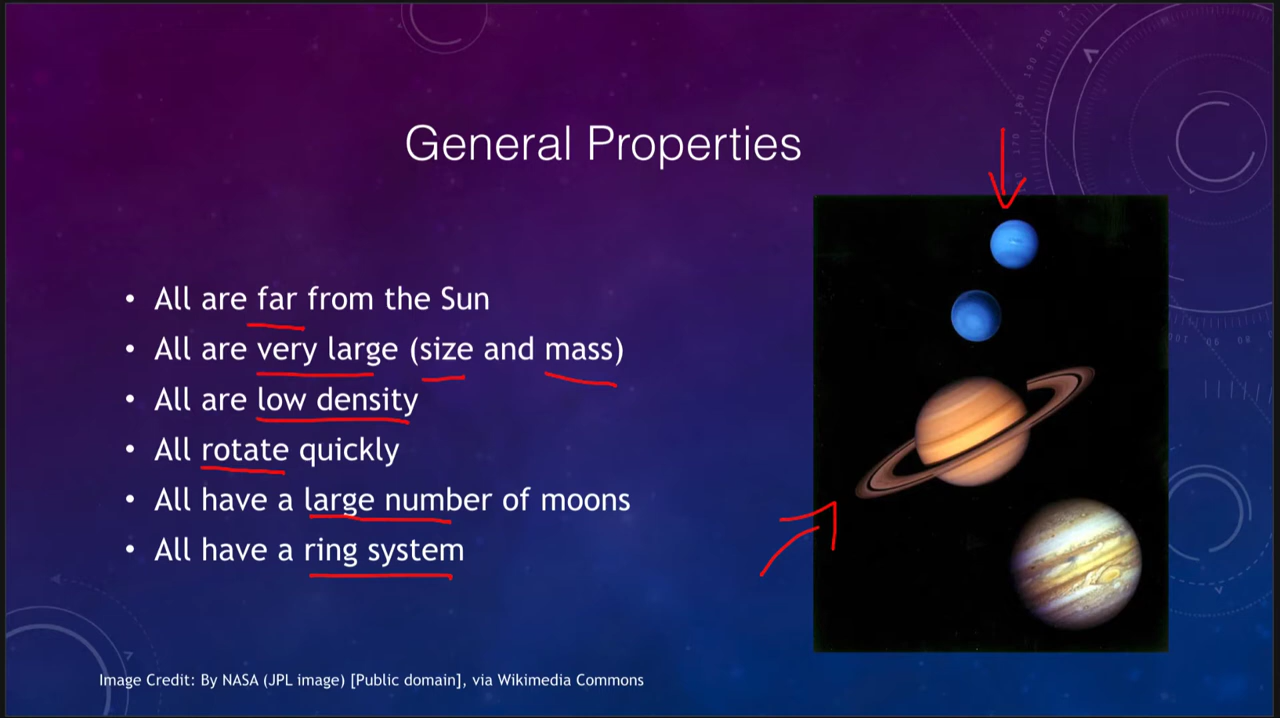 General Properties
• All are far from the Sun
• All are very large (size and mass)
• All are low density
• All rotate quickly
• All have a large number of moons
• All have a ring system
Image Credit: By NASA (JPL image) [Public domain], via Wikimedia Commons